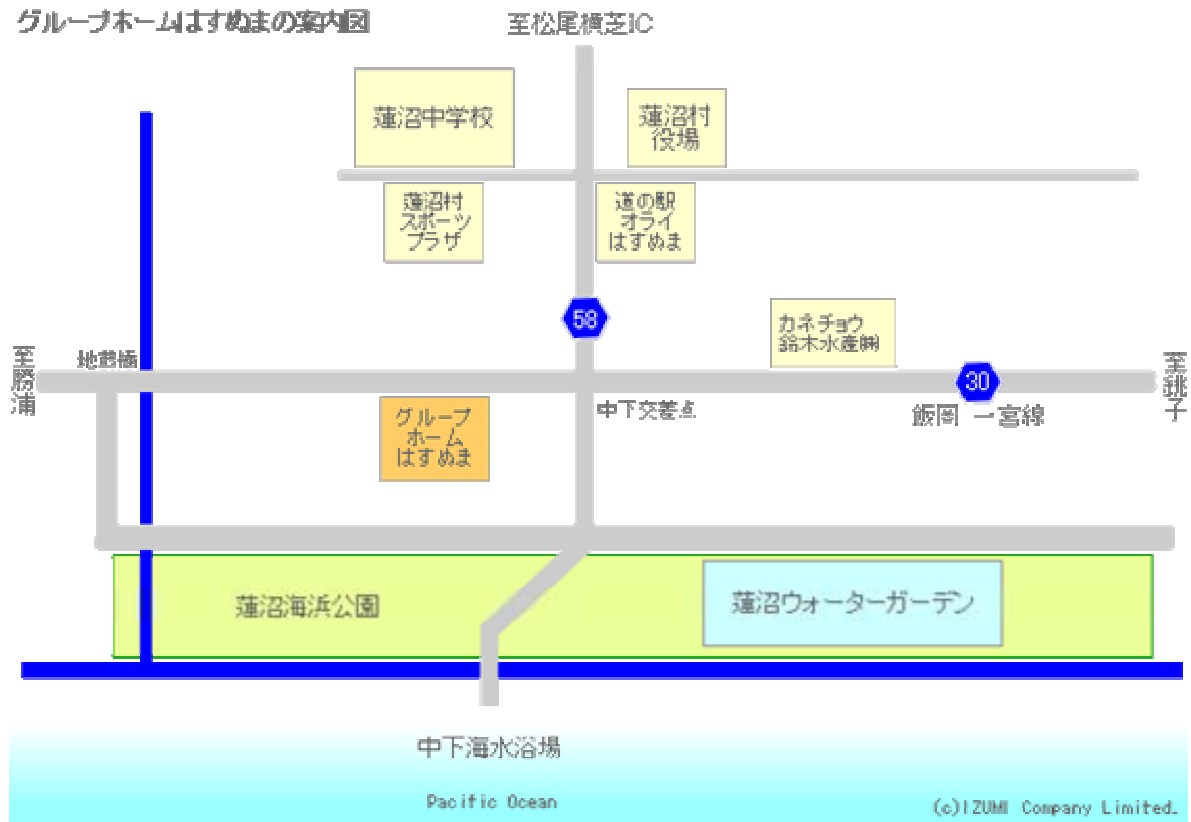 グループホームはすぬまの案内図
至松尾横芝IC
蓮沼中学校
蓮沼村
役場
蓮沼村
スポーツ
プラザ
道の駅
オライ
はすぬま
58
カネチョウ
鈴木水産㈱
至勝浦
地蔵橋
30
至銚子
グループ
ホーム
はすぬま
中下交差点
飯岡 一宮線
蓮沼海浜公園
蓮沼ウォーターガーデン
中下海水浴場
Pacific Ocean
(c)IZUMI Company Limited.